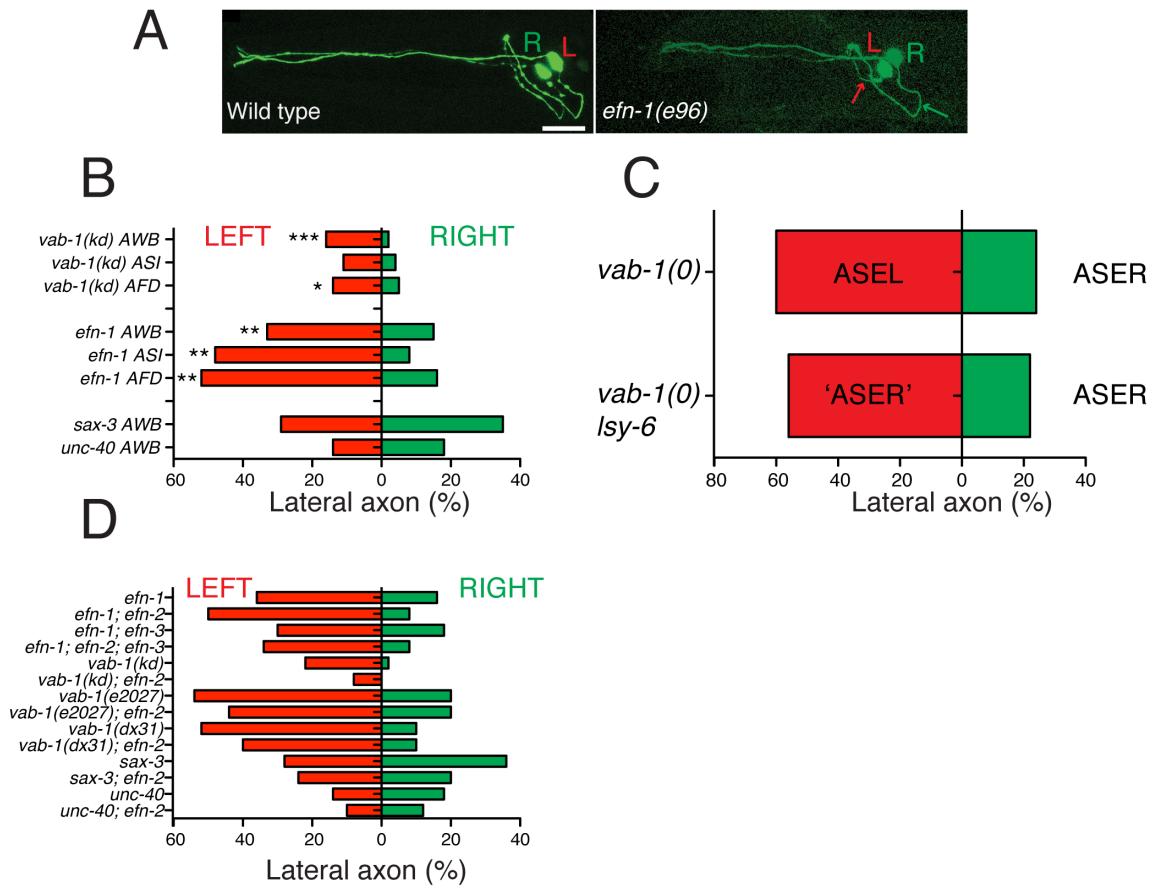 A
R
L
Wild type
L
R
efn-1(e96)
B
LEFT
RIGHT
vab-1(kd) AWB
***
vab-1(kd) ASI
vab-1(kd) AFD
*
efn-1 AWB
**
efn-1 ASI
**
efn-1 AFD
**
sax-3 AWB
unc-40 AWB
60 40 20 0 20 40
Lateral axon (%)
C
vab-1(0)
ASEL
ASER
vab-1(0)
lsy-6
‘ASER’
ASER
80 60 40 20 0 20 40
Lateral axon (%)
D
LEFT
RIGHT
efn-1
efn-1; efn-2
efn-1; efn-3
efn-1; efn-2; efn-3
vab-1(kd)
vab-1(kd); efn-2
vab-1(e2027)
vab-1(e2027); efn-2
vab-1(dx31)
vab-1(dx31); efn-2
sax-3
sax-3; efn-2
unc-40
unc-40; efn-2
60 40 20 0 20 40
Lateral axon (%)